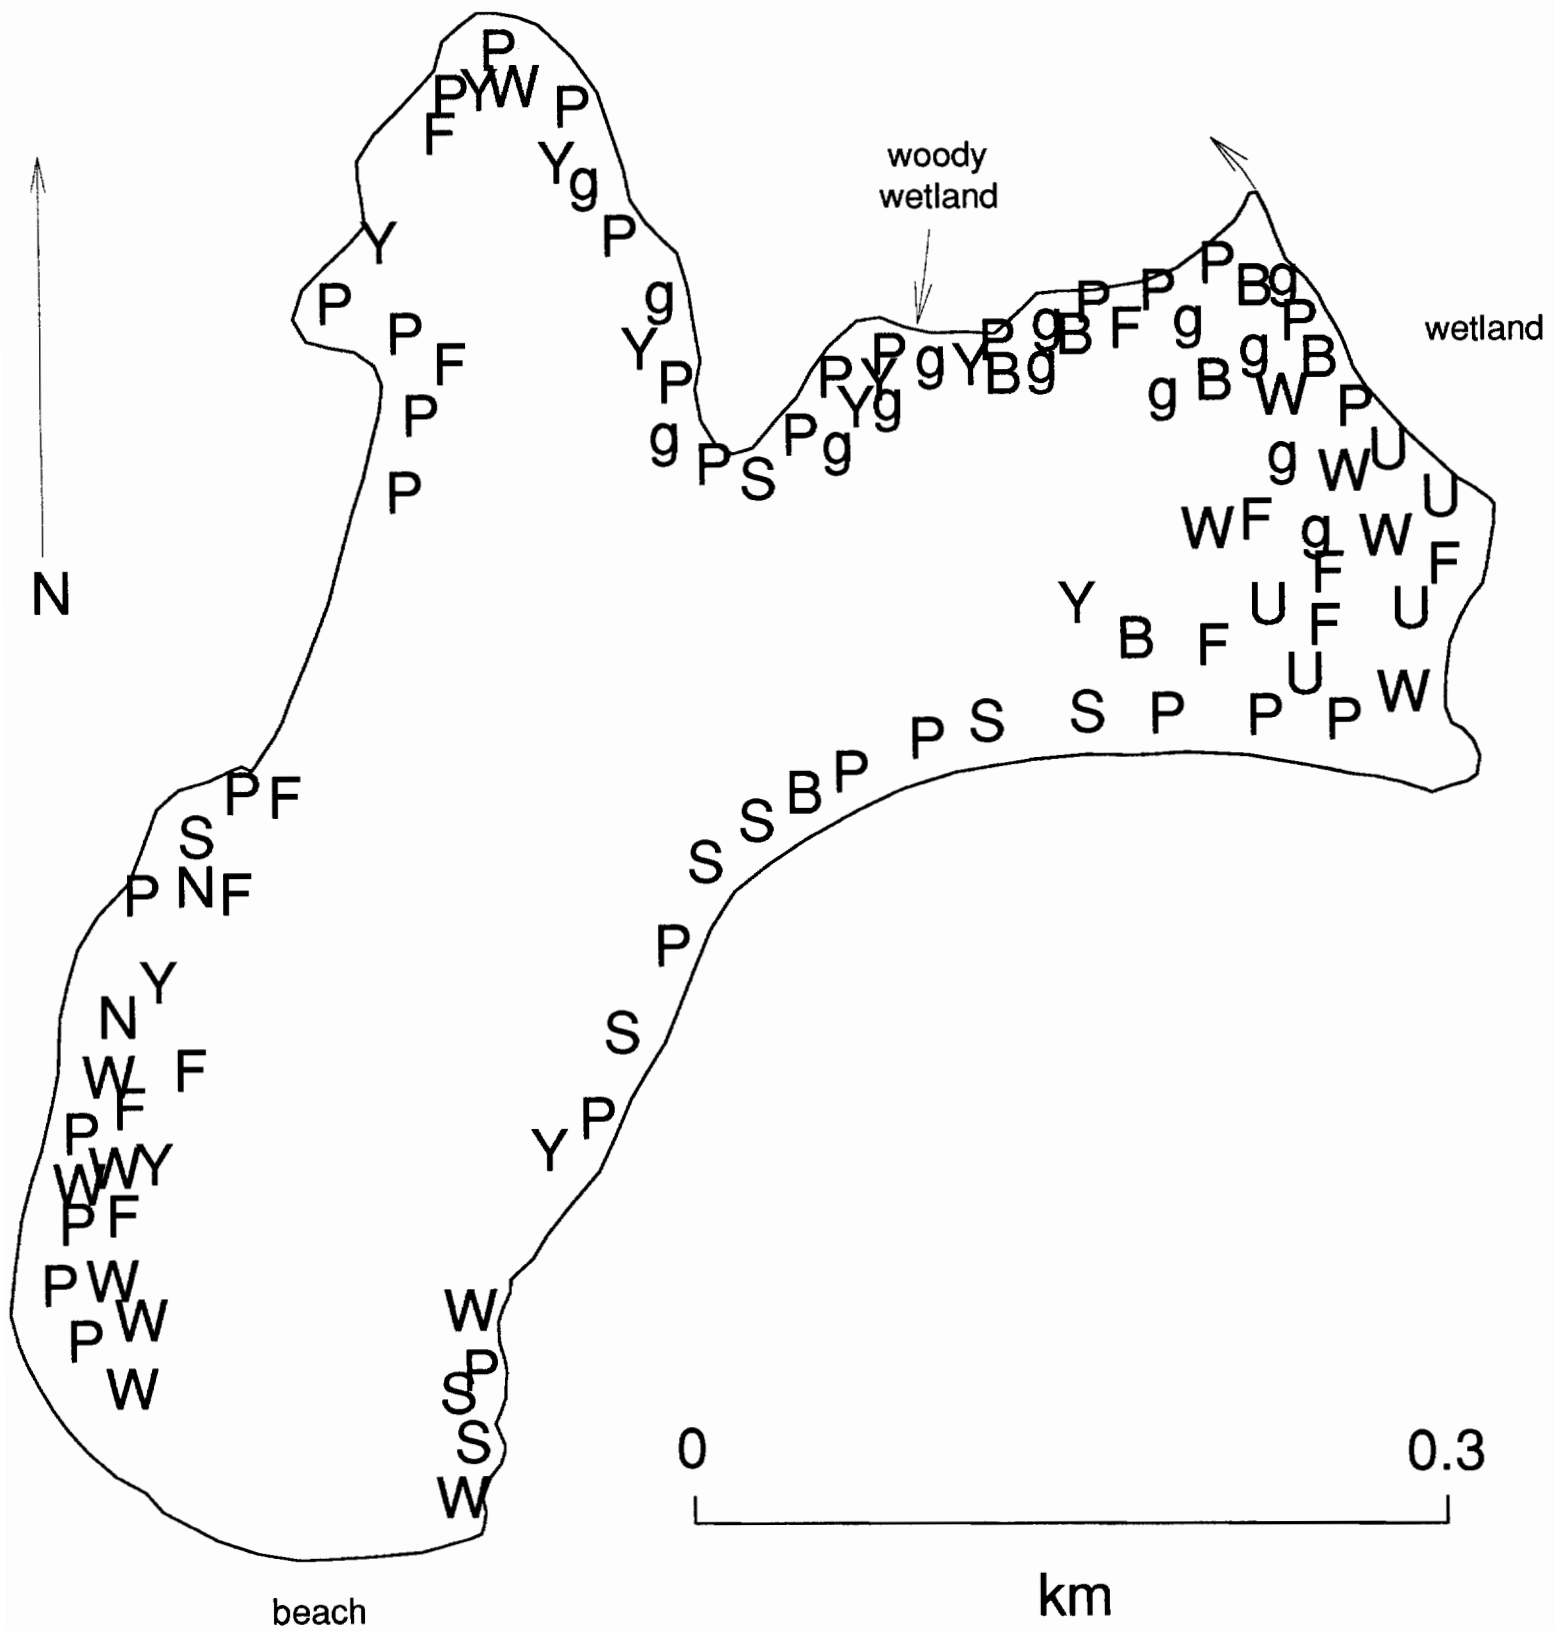 P
P Y W P
F
Y g
woody
wetland
P
Y
g P B g
P
P P P
wetland
P F g B F g P
Y P g Y P B g g B
F P Y B g
P P Y g g B W P
P
g P g
U
P S g W
P U
W F g W
F F
N
Y U U
B F F
U
W
P S S P P P
P
P F S B
S
S
P N F
P
Y
N S
W F
F
P P
W W Y Y
P F
P W W
W
P P
S
W
S
0 0.3
W
km
beach